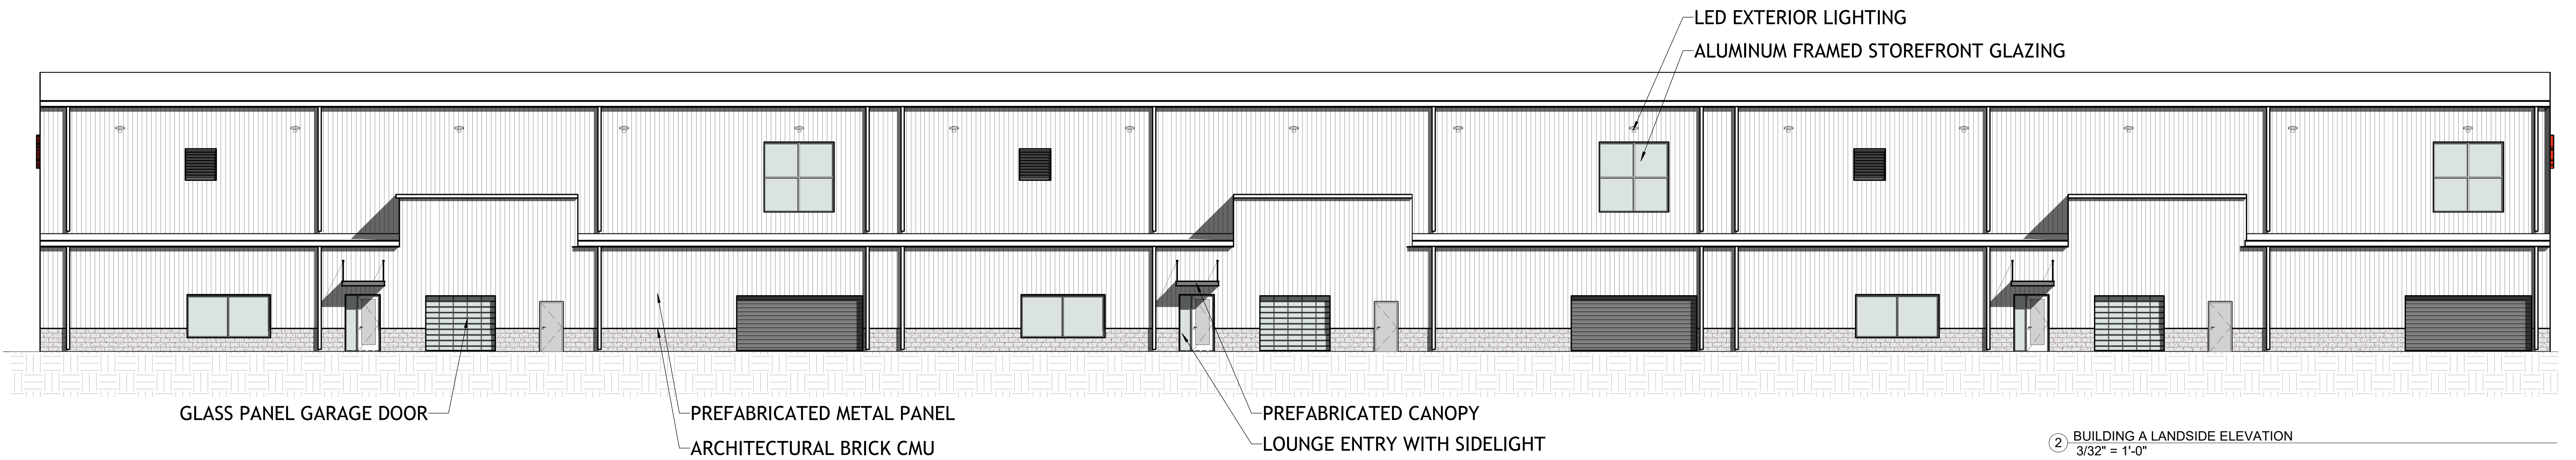 LED EXTERIOR LIGHTING
ALUMINUM FRAMED STOREFRONT GLAZING
GLASS PANEL GARAGE DOOR
PREFABRICATED METAL PANEL
ARCHITECTURAL BRICK CMU
PREFABRICATED CANOPY
LOUNGE ENTRY WITH SIDELIGHT
2 BUILDING A LANDSIDE ELEVATION
3/32" = 1'-0"